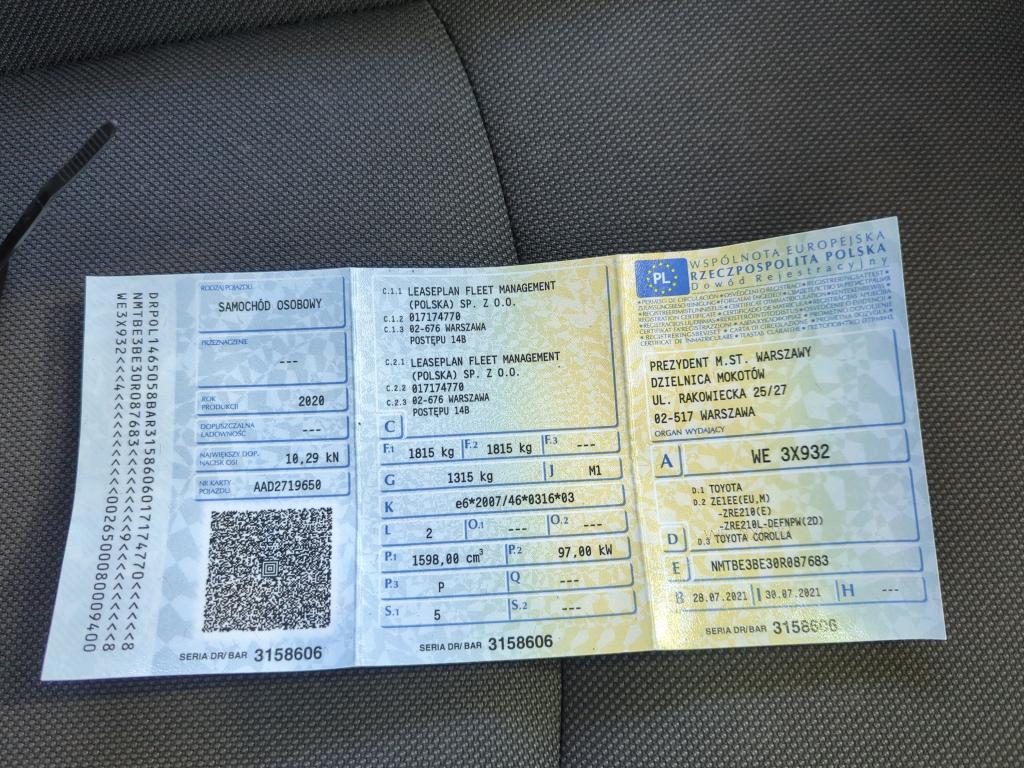 RODZAJ POJAZDU
SAMOCHÓD OSOBOWY
PRZEZNACZENIE
---
ROK PRODUKCJI 2020
DOPUSZCZALNA ŁADOWNOŚĆ ---
NAJWIĘKSZY DOP. NACISK OSI 10,29 kN
NR KARTY POJAZDU AAD2719650
SERIA DR/BAR 3158606
C.1.1 LEASEPLAN FLEET MANAGEMENT
(POLSKA) SP. Z O.O.
C.1.2 017174770
C.1.3 02-676 WARSZAWA
POSTĘPU 14B
C.2.1 LEASEPLAN FLEET MANAGEMENT
(POLSKA) SP. Z O.O.
C.2.2 017174770
C.2.3 02-676 WARSZAWA
POSTĘPU 14B
C
F.1 1815 kg F.2 1815 kg F.3 ---
G 1315 kg J M1
K e6*2007/46*0316*03
L 2 O.1 --- O.2 ---
P.1 1598,00 cm³ P.2 97,00 kW
P.3 P Q ---
S.1 5 S.2 ---
SERIA DR/BAR 3158606
PL
WSPÓLNOTA EUROPEJSKA
RZECZPOSPOLITA POLSKA
Dowód Rejestracyjny
PREZYDENT M.ST. WARSZAWY
DZIELNICA MOKOTÓW
UL. RAKOWIECKA 25/27
02-517 WARSZAWA
ORGAN WYDAJĄCY
A WE 3X932
D.1 TOYOTA
D.2 ZE1EE(EU,M)
-ZRE210(E)
-ZRE210L-DEFNPW(2D)
D D.3 TOYOTA COROLLA
E NMTBE3BE30R087683
B 28.07.2021 I 30.07.2021 H ---
SERIA DR/BAR 3158606